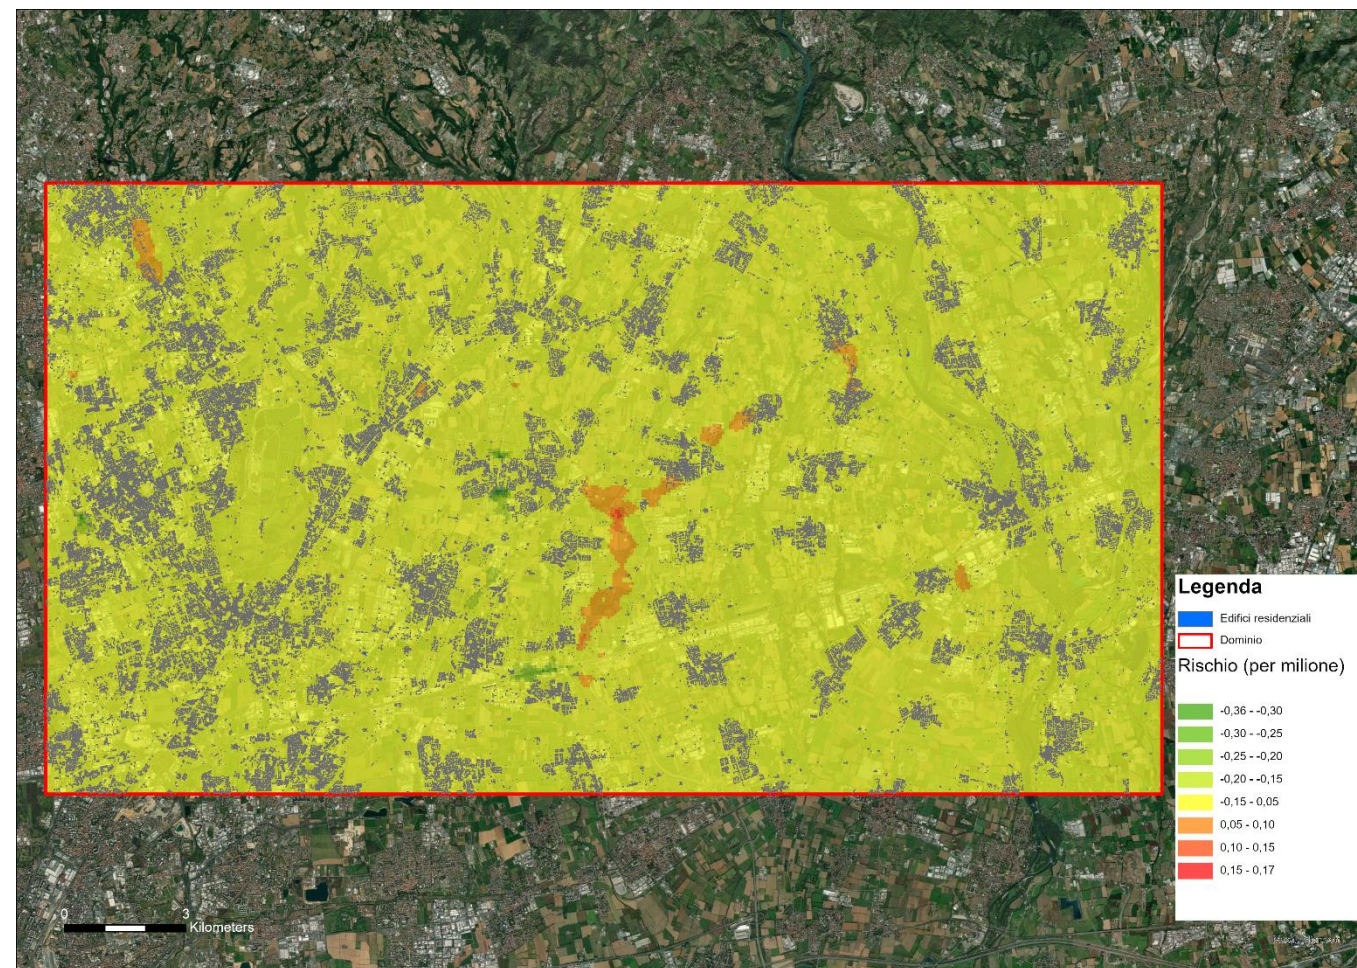 Legenda
Edifici residenziali
Dominio
Rischio (per milione)
-0,36 - -0,30
-0,30 - -0,25
-0,25 - -0,20
-0,20 - -0,15
-0,15 - 0,05
0,05 - 0,10
0,10 - 0,15
0,15 - 0,17
0 3
Kilometers